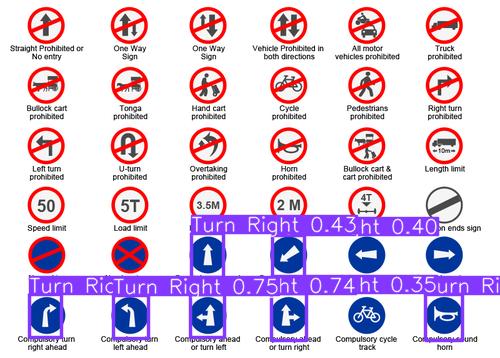 Straight Prohibited or
No entry
One Way
Sign
One Way
Sign
Vehicle Prohibited in
both directions
All motor
vehicles prohibited
Truck
prohibited
Bullock cart
prohibited
Tonga
prohibited
Hand cart
prohibited
Cycle
prohibited
Pedestrians
prohibited
Right turn
prohibited
Left turn
prohibited
U-turn
prohibited
Overtaking
prohibited
Horn
prohibited
Bullock cart &
cart prohibited
10m
Length limit
50
Speed limit
5T
Load limit
3.5M
2 M
4T
on ends sign
Turn Right 0.43
ht 0.40
Turn Ric
Turn Right 0.75
ht 0.74
ht 0.35
urn Ri
Compulsory turn
right ahead
Compulsory turn
left ahead
Compulsory ahead
or turn left
Compulsory ahead
or turn right
Compulsory cycle
track
Compulsory sound
horn